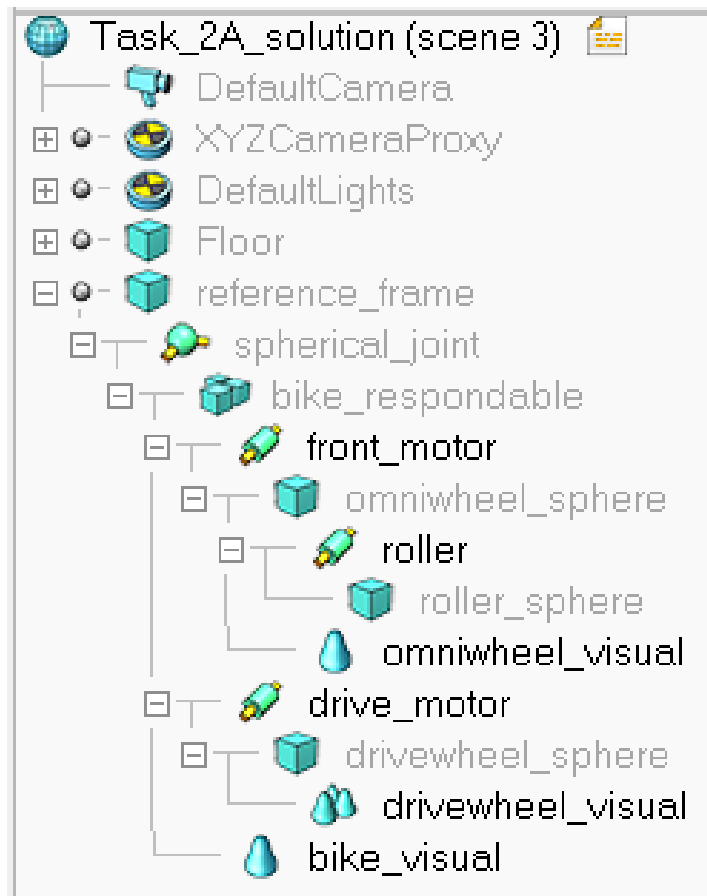 Task_2A_solution (scene 3)
DefaultCamera
XYZCameraProxy
DefaultLights
Floor
reference_frame
spherical_joint
bike_respondable
front_motor
omniwheel_sphere
roller
roller_sphere
omniwheel_visual
drive_motor
drivewheel_sphere
drivewheel_visual
bike_visual